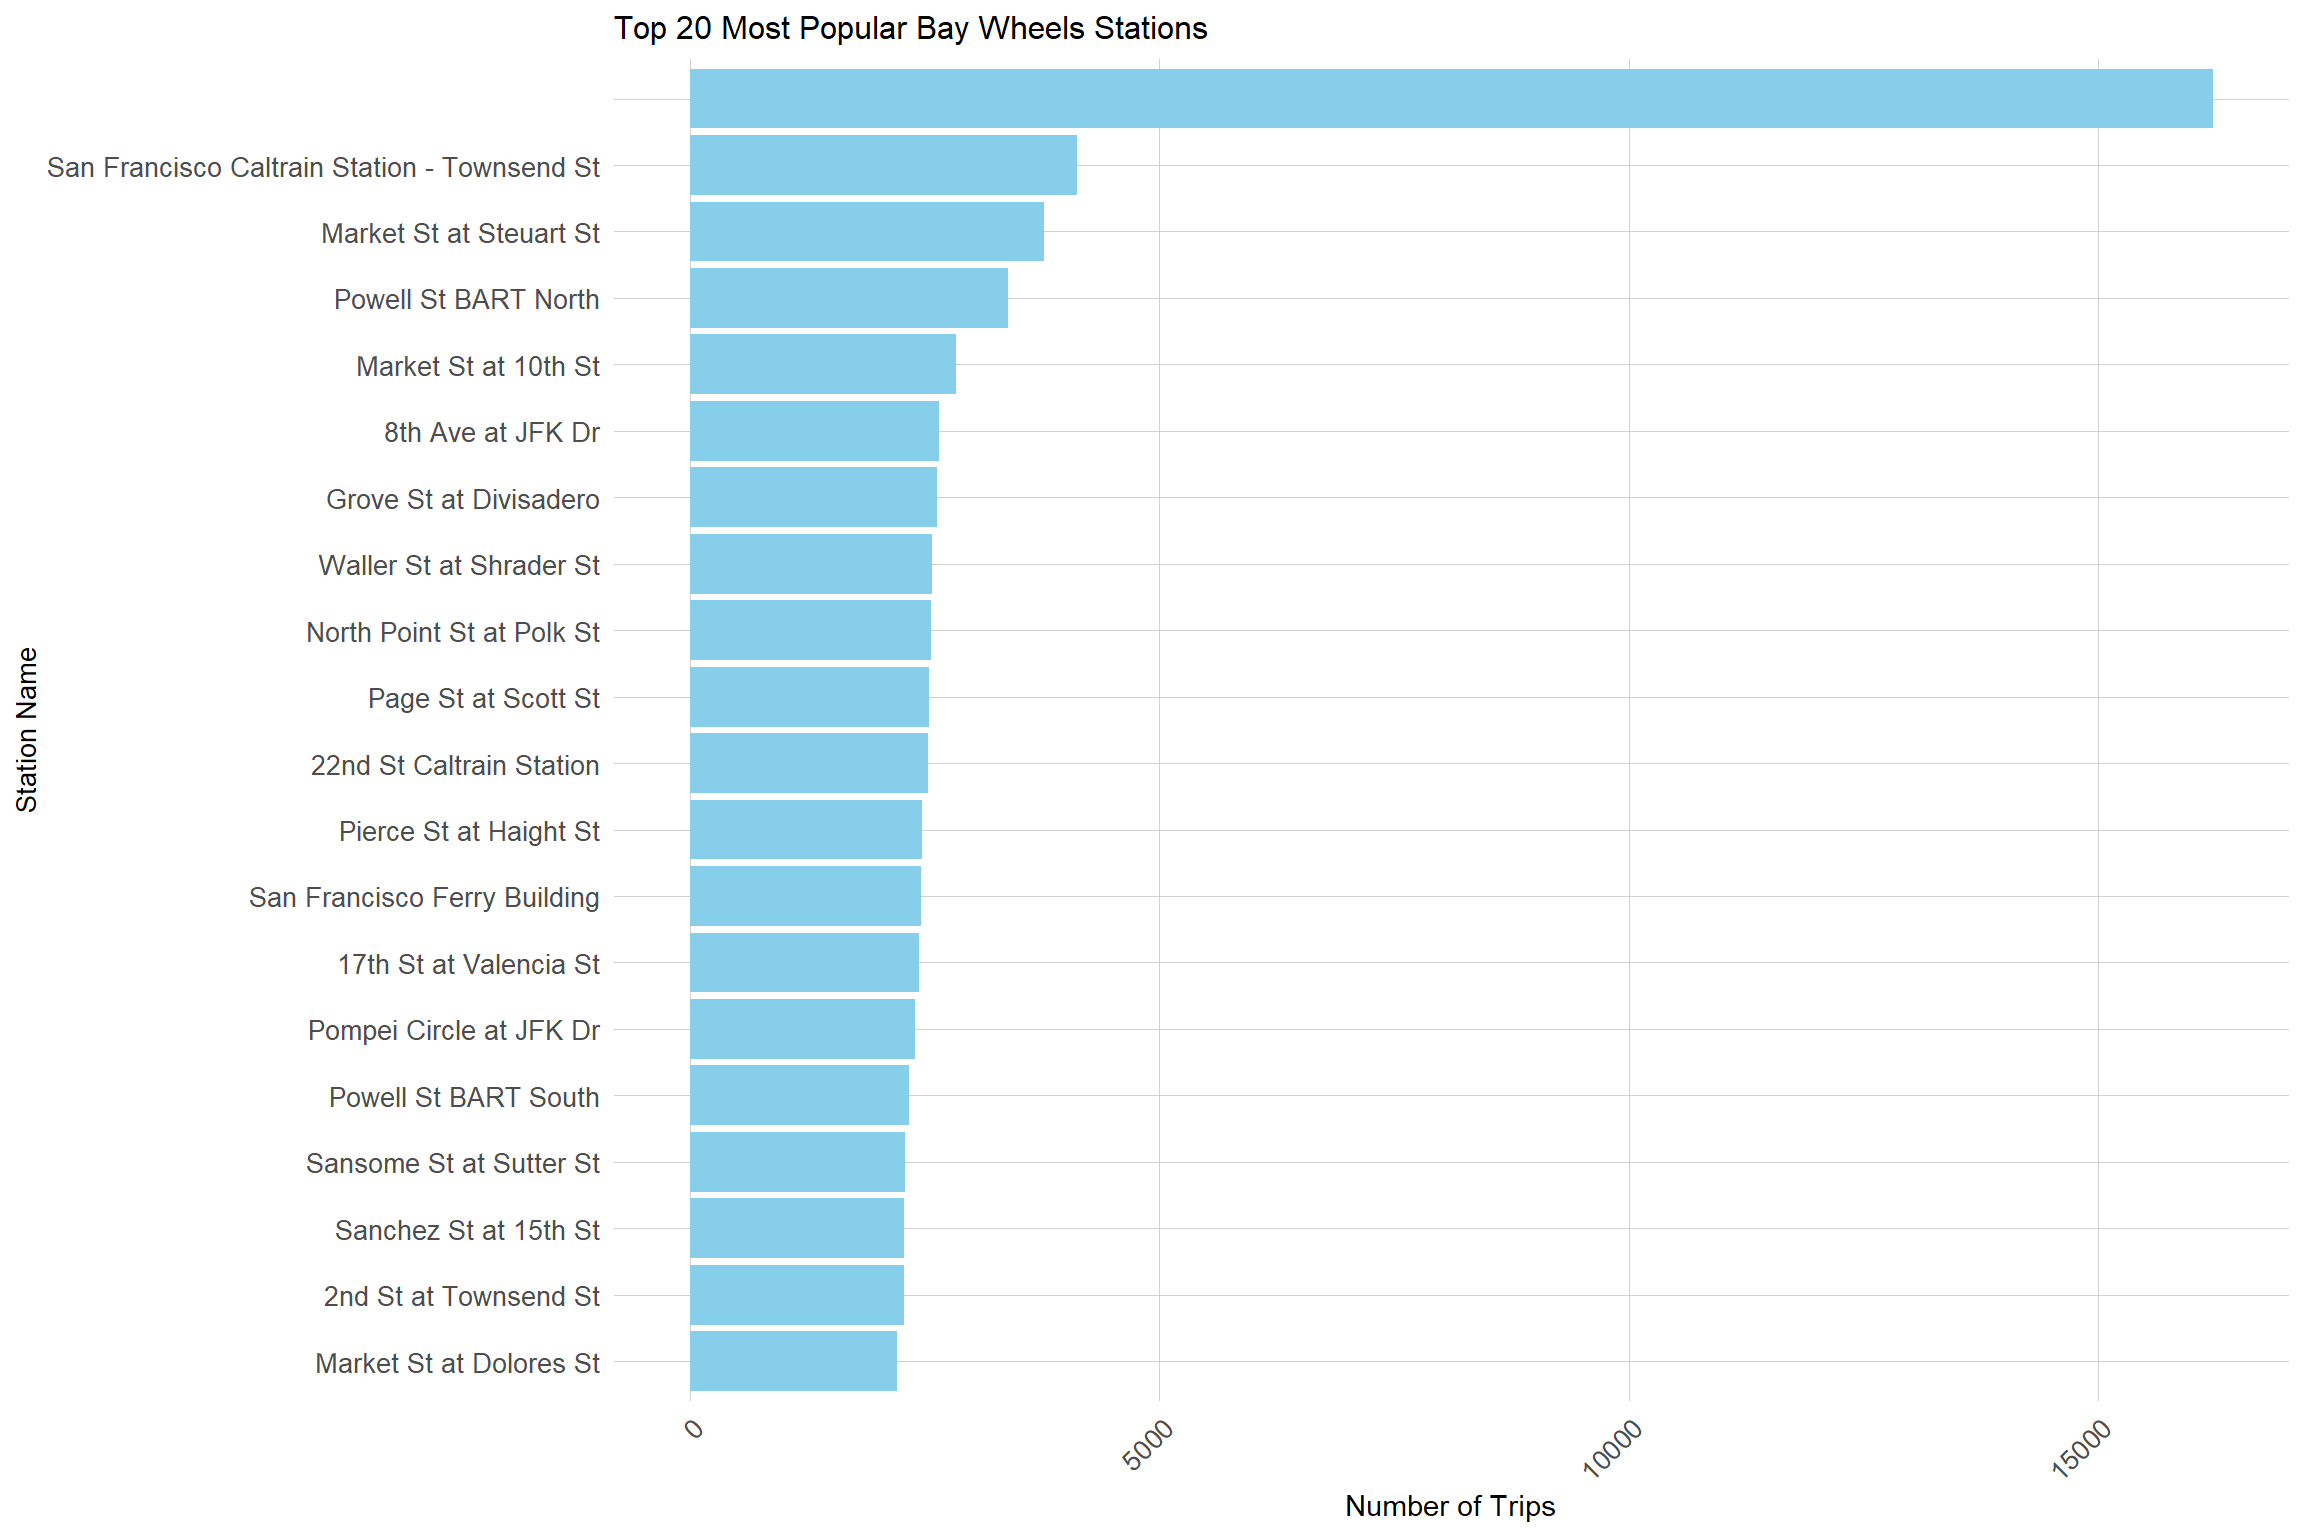 Top 20 Most Popular Bay Wheels Stations
Station Name
San Francisco Caltrain Station - Townsend St
Market St at Steuart St
Powell St BART North
Market St at 10th St
8th Ave at JFK Dr
Grove St at Divisadero
Waller St at Shrader St
North Point St at Polk St
Page St at Scott St
22nd St Caltrain Station
Pierce St at Haight St
San Francisco Ferry Building
17th St at Valencia St
Pompei Circle at JFK Dr
Powell St BART South
Sansome St at Sutter St
Sanchez St at 15th St
2nd St at Townsend St
Market St at Dolores St
0 5000 10000 15000
Number of Trips